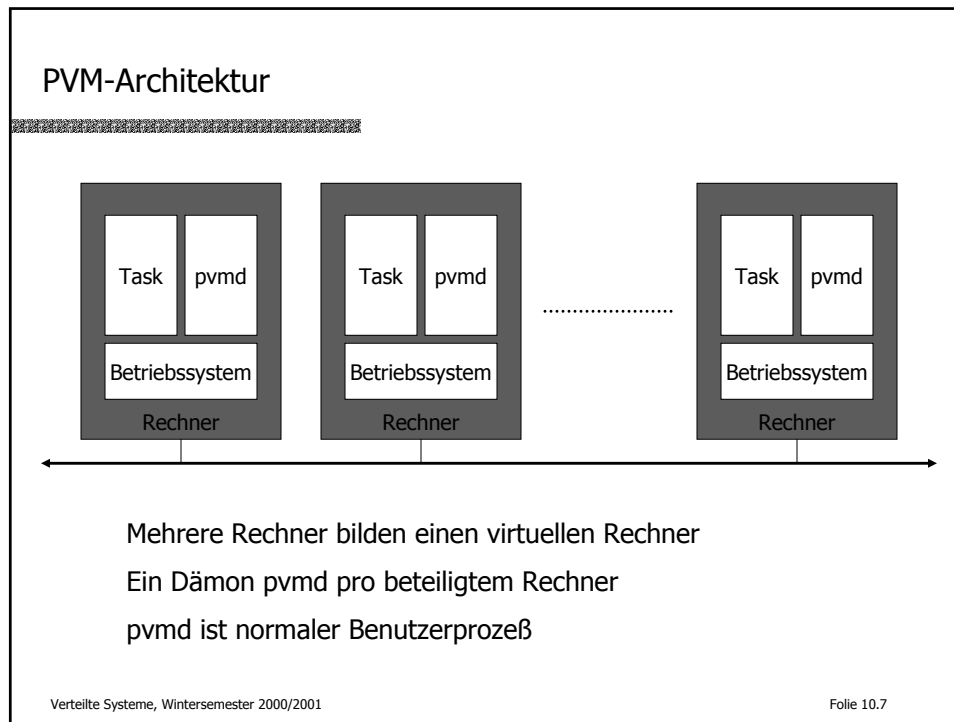 PVM-Architektur
Task pvmd Task pvmd ..................... Task pvmd
Betriebssystem Betriebssystem Betriebssystem
Rechner Rechner Rechner
Mehrere Rechner bilden einen virtuellen Rechner
Ein Dämon pvmd pro beteiligtem Rechner
pvmd ist normaler Benutzerprozeß
Verteilte Systeme, Wintersemester 2000/2001 Folie 10.7